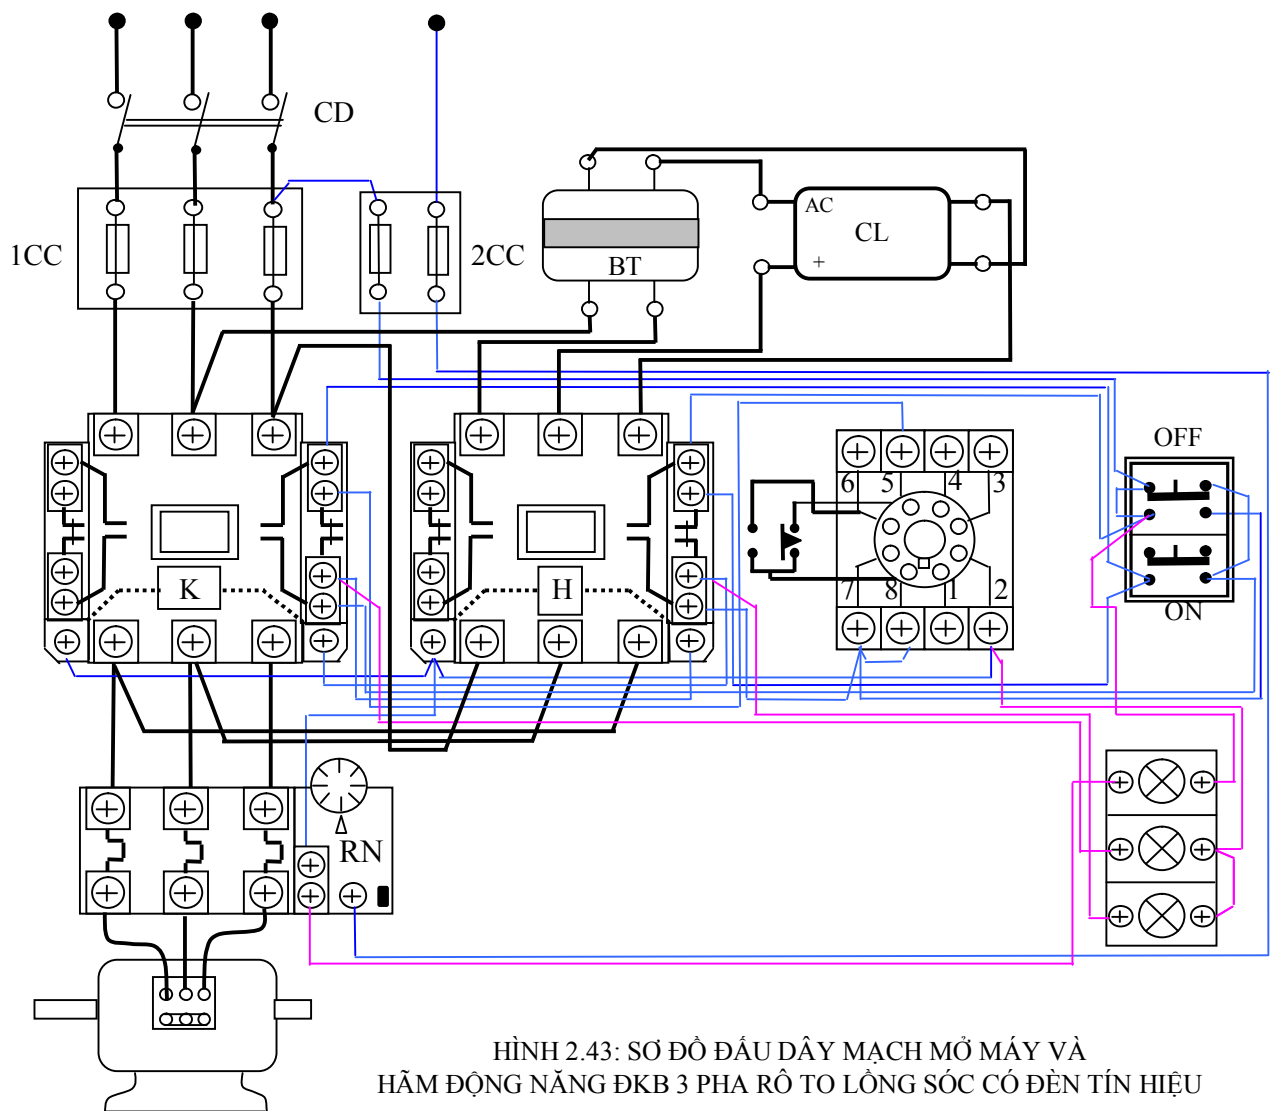 CD
1CC
2CC
BT
AC
CL
+
OFF
6 5 4 3
K
H
7 8 1 2
ON
RN
HÌNH 2.43: SƠ ĐỒ ĐẤU DÂY MẠCH MỞ MÁY VÀ
HÃM ĐỘNG NĂNG ĐKB 3 PHA RÔ TO LỒNG SÓC CÓ ĐÈN TÍN HIỆU